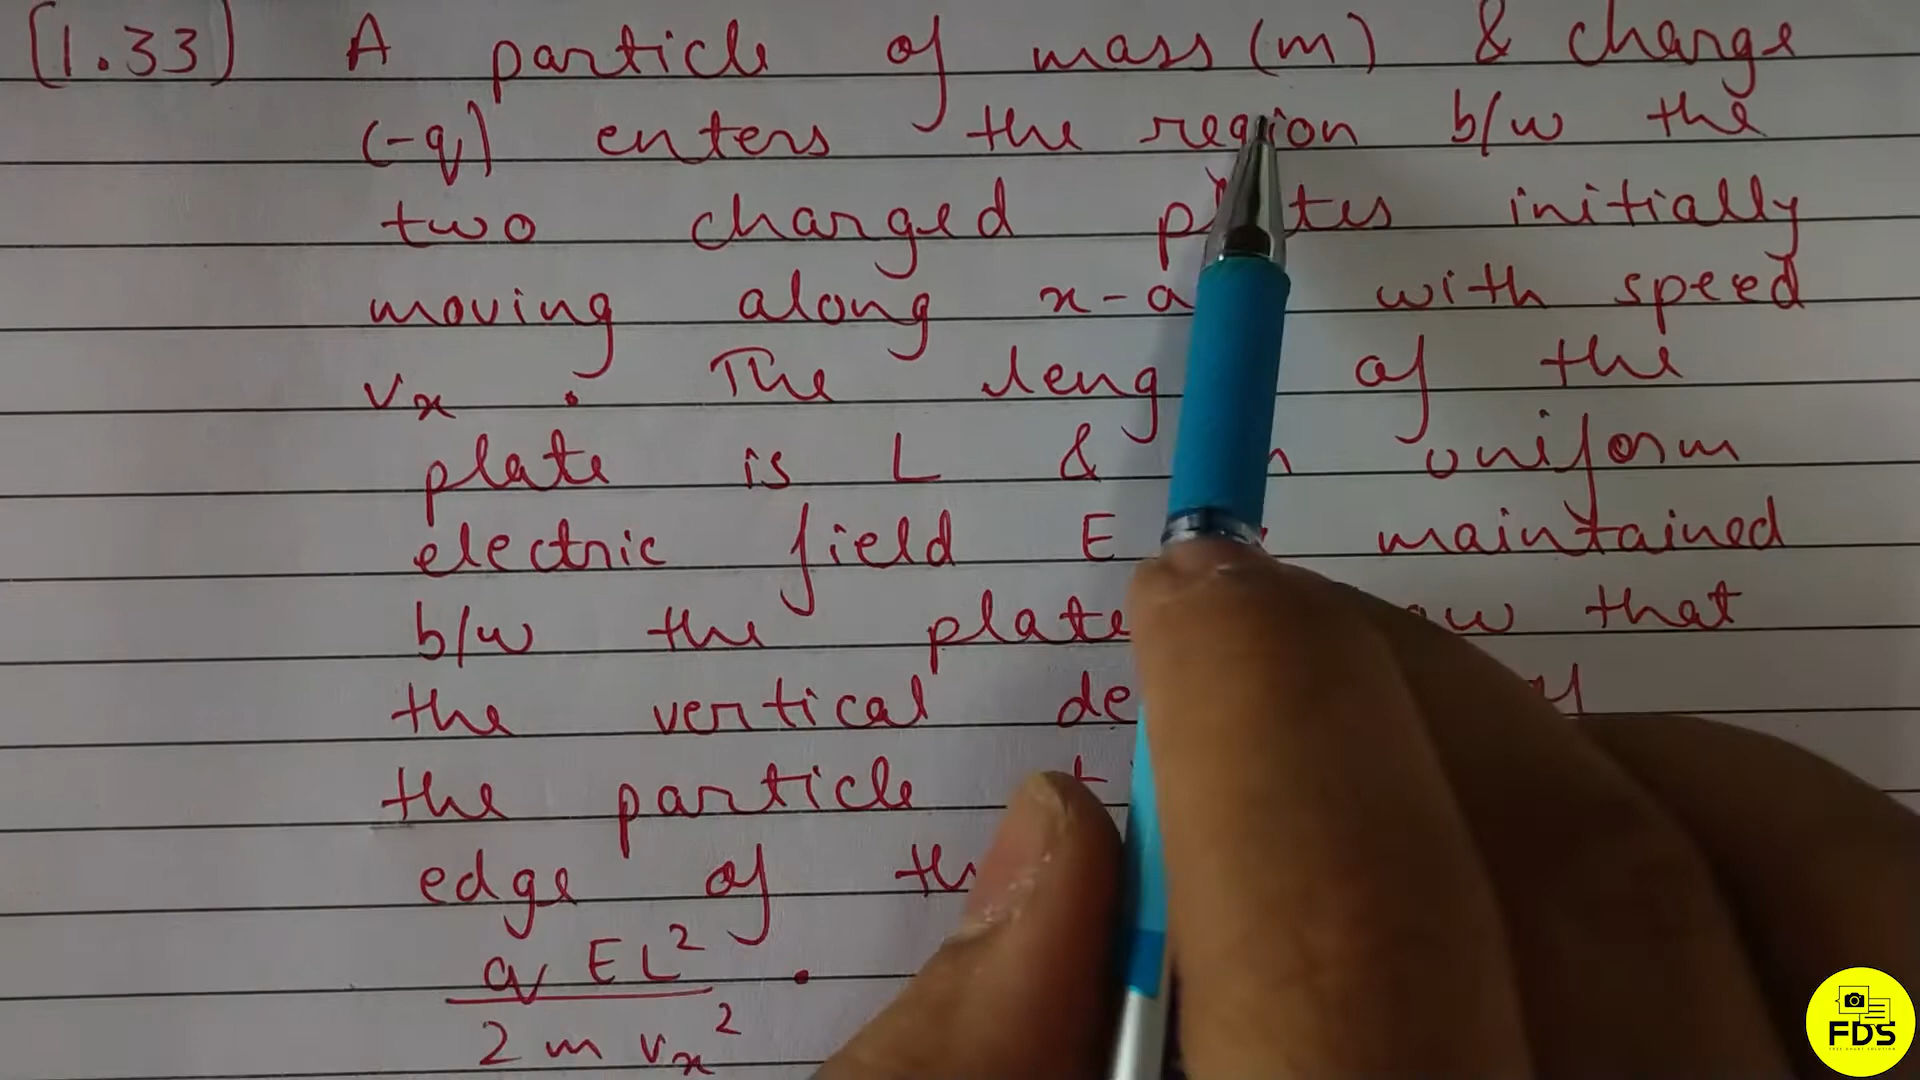 (1.33) A particle of mass (m) & charge
(-q) enters the region b/w the
two charged plates initially
moving along x-a with speed
vx. The leng of the
plate is L & uniform
electric field E maintained
b/w the plate that
the vertical de
the particle
edge of th
qEL²
2mvx²
FDS